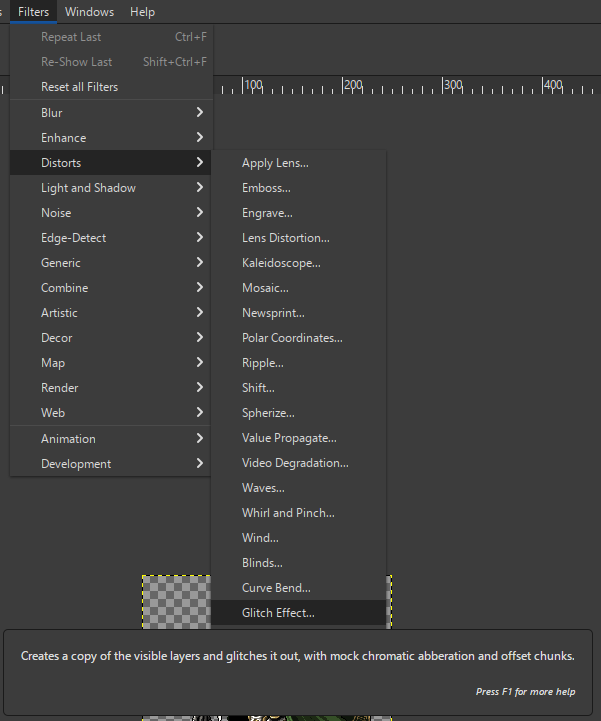 Filters Windows Help
Repeat Last Ctrl+F
Re-Show Last Shift+Ctrl+F
Reset all Filters
100 200 300 400
Blur
Enhance
Distorts
Light and Shadow
Noise
Edge-Detect
Generic
Combine
Artistic
Decor
Map
Render
Web
Animation
Development
Apply Lens...
Emboss...
Engrave...
Lens Distortion...
Kaleidoscope...
Mosaic...
Newsprint...
Polar Coordinates...
Ripple...
Shift...
Spherize...
Value Propagate...
Video Degradation...
Waves...
Whirl and Pinch...
Wind...
Blinds...
Curve Bend...
Glitch Effect...
Creates a copy of the visible layers and glitches it out, with mock chromatic abberation and offset chunks.
Press F1 for more help